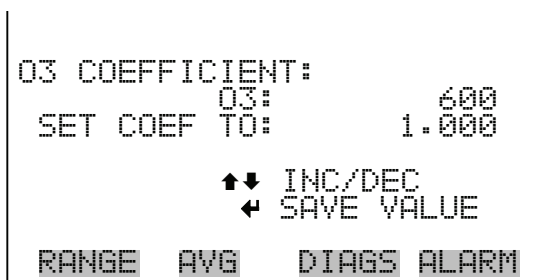 O3 COEFFICIENT:
O3: 600
SET COEF TO: 1.000
↑↓ INC/DEC
↵ SAVE VALUE
RANGE AVG DIAGS ALARM